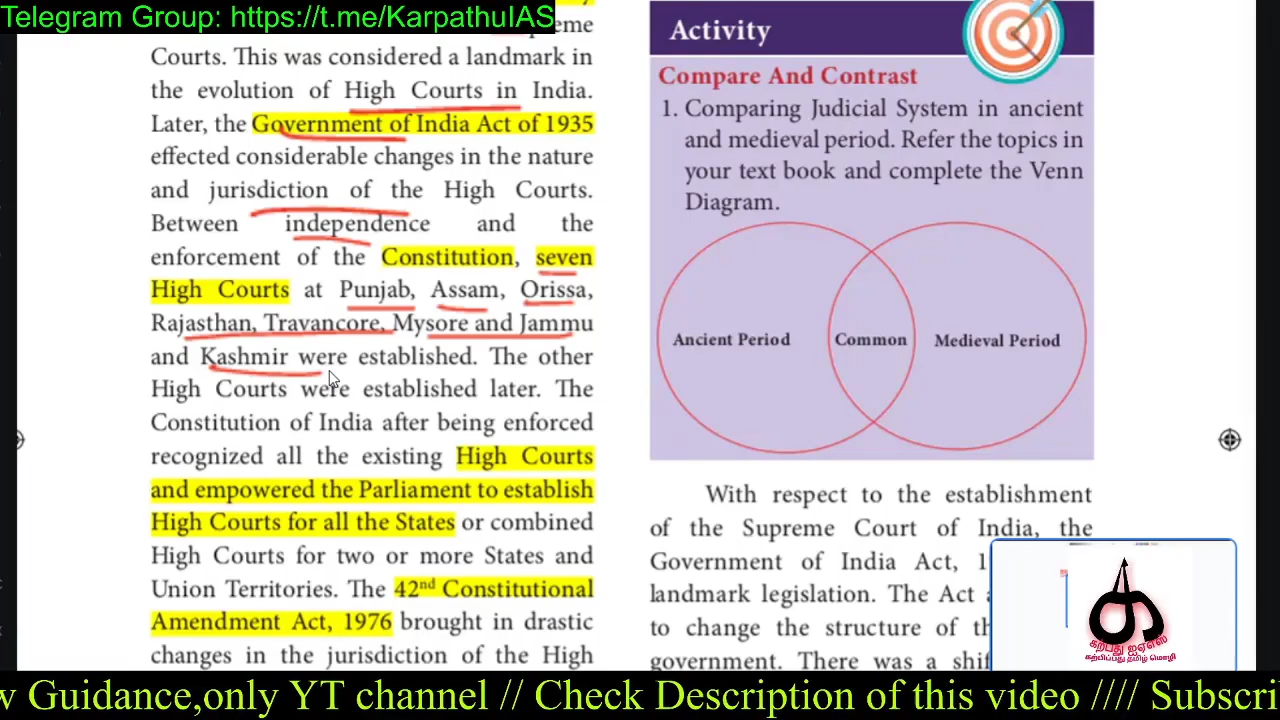 Telegram Group: https://t.me/KarpathuIAS
Courts. This was considered a landmark in
the evolution of High Courts in India.
Later, the Government of India Act of 1935
effected considerable changes in the nature
and jurisdiction of the High Courts.
Between independence and the
enforcement of the Constitution, seven
High Courts at Punjab, Assam, Orissa,
Rajasthan, Travancore, Mysore and Jammu
and Kashmir were established. The other
High Courts were established later. The
Constitution of India after being enforced
recognized all the existing High Courts
and empowered the Parliament to establish
High Courts for all the States or combined
High Courts for two or more States and
Union Territories. The 42nd Constitutional
Amendment Act, 1976 brought in drastic
changes in the jurisdiction of the High
Activity
Compare And Contrast
1. Comparing Judicial System in ancient
and medieval period. Refer the topics in
your text book and complete the Venn
Diagram.
Ancient Period
Common
Medieval Period
With respect to the establishment
of the Supreme Court of India, the
Government of India Act, 1
landmark legislation. The Act
to change the structure of
government. There was a
த
கற்பது ஐஏஎஸ்
கற்பிப்பது தமிழ் மொழி
w Guidance,only YT channel // Check Description of this video //// Subscri